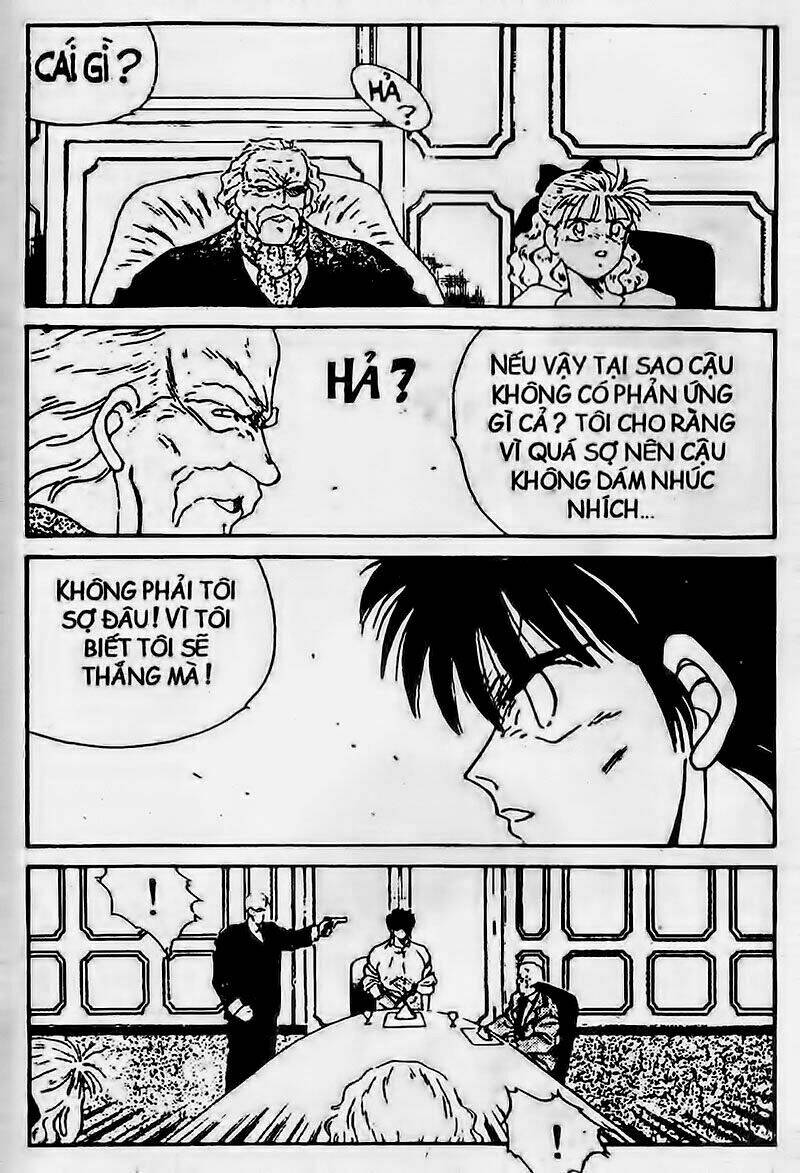 CÁI GÌ?
HẢ
?
HẢ?
NẾU VẬY TẠI SAO CẬU
KHÔNG CÓ PHẢN ỨNG
GÌ CẢ? TÔI CHO RẰNG
VÌ QUÁ SỢ NÊN CẬU
KHÔNG DÁM NHÚC
NHÍCH...
KHÔNG PHẢI TÔI
SỢ ĐÂU! VÌ TÔI
BIẾT TÔI SẼ
THẮNG MÀ!
!
!